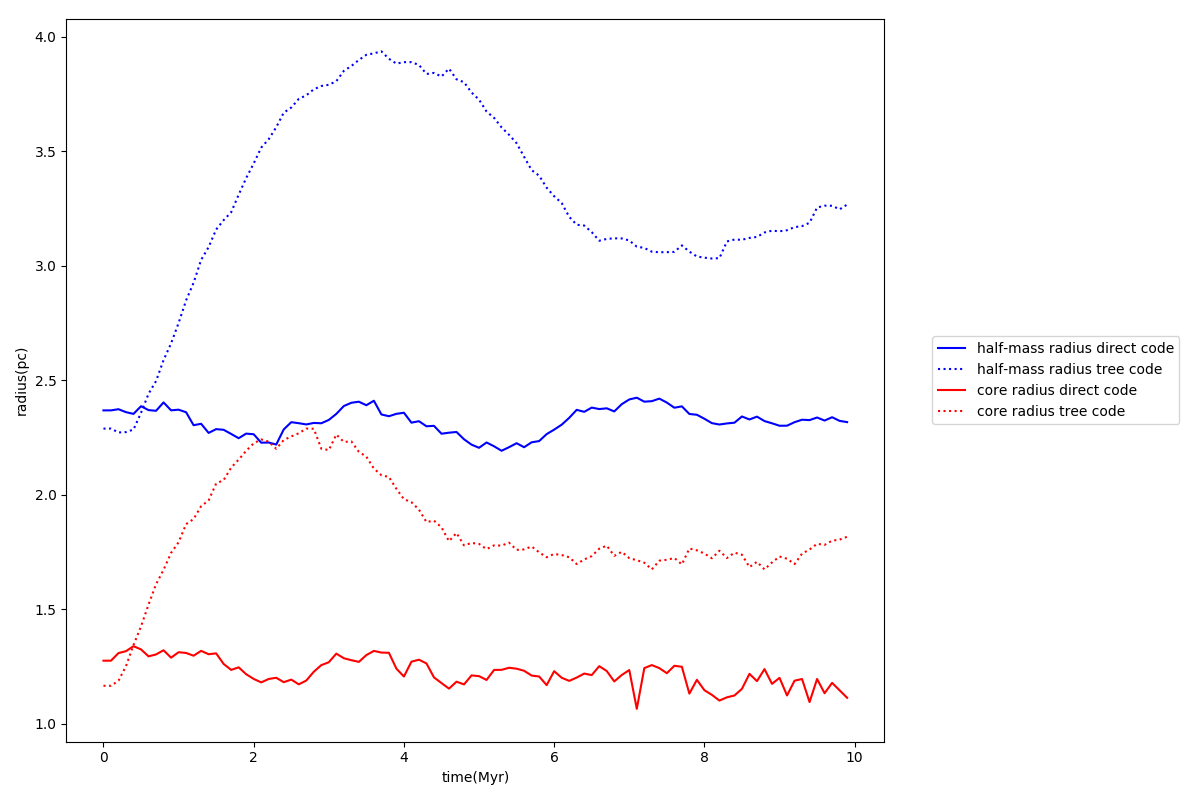 4.0
3.5
3.0
2.5
2.0
1.5
1.0
radius(pc)
0 2 4 6 8 10
time(Myr)
half-mass radius direct code
half-mass radius tree code
core radius direct code
core radius tree code